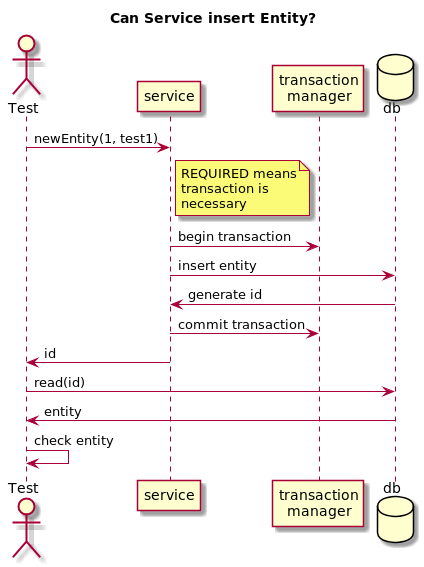 Can Service insert Entity?
Test
service
transaction
manager
db
newEntity(1, test1)
REQUIRED means
transaction is
necessary
begin transaction
insert entity
generate id
commit transaction
id
read(id)
entity
check entity
Test
service
transaction
manager
db